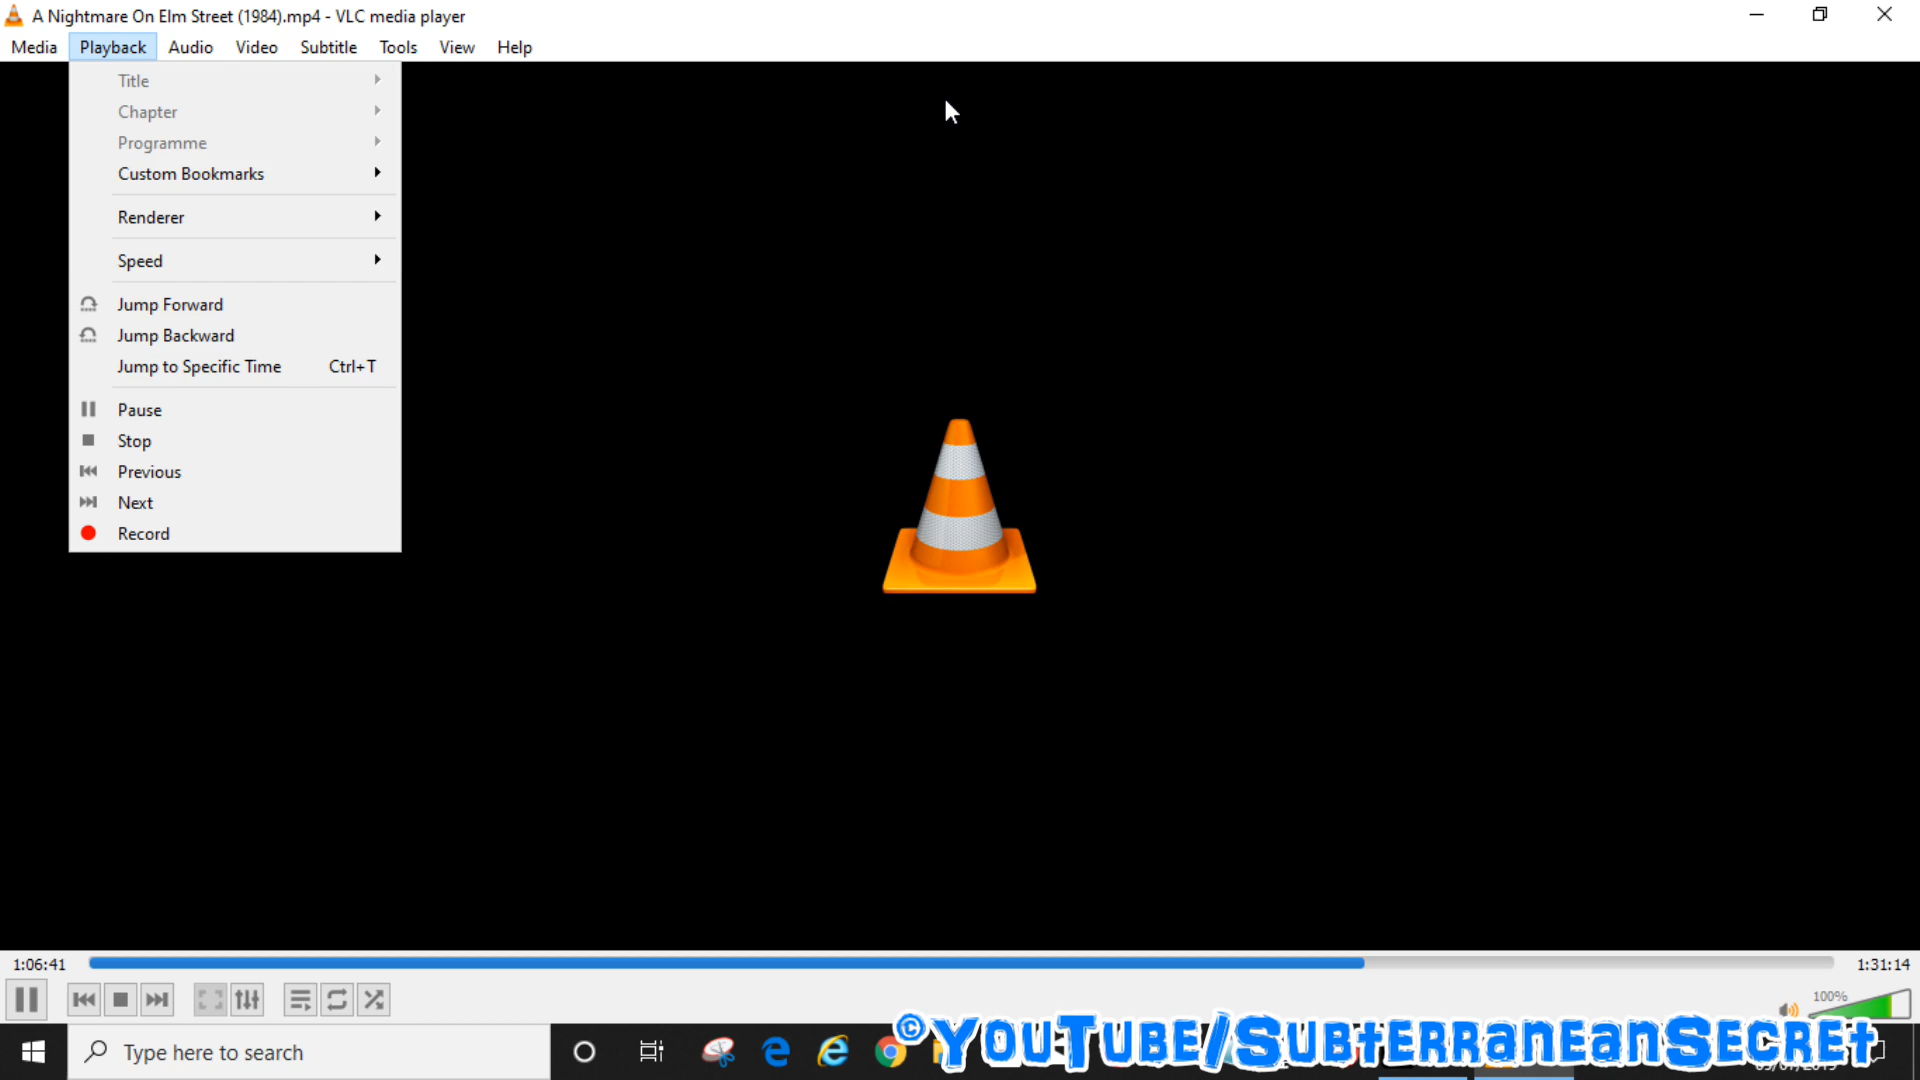 A Nightmare On Elm Street (1984).mp4 - VLC media player
Media Playback Audio Video Subtitle Tools View Help
Title
Chapter
Programme
Custom Bookmarks
Renderer
Speed
Jump Forward
Jump Backward
Jump to Specific Time Ctrl+T
Pause
Stop
Previous
Next
Record
1:06:41 1:31:14
100%
Type here to search
©YouTube/SubterraneanSecret